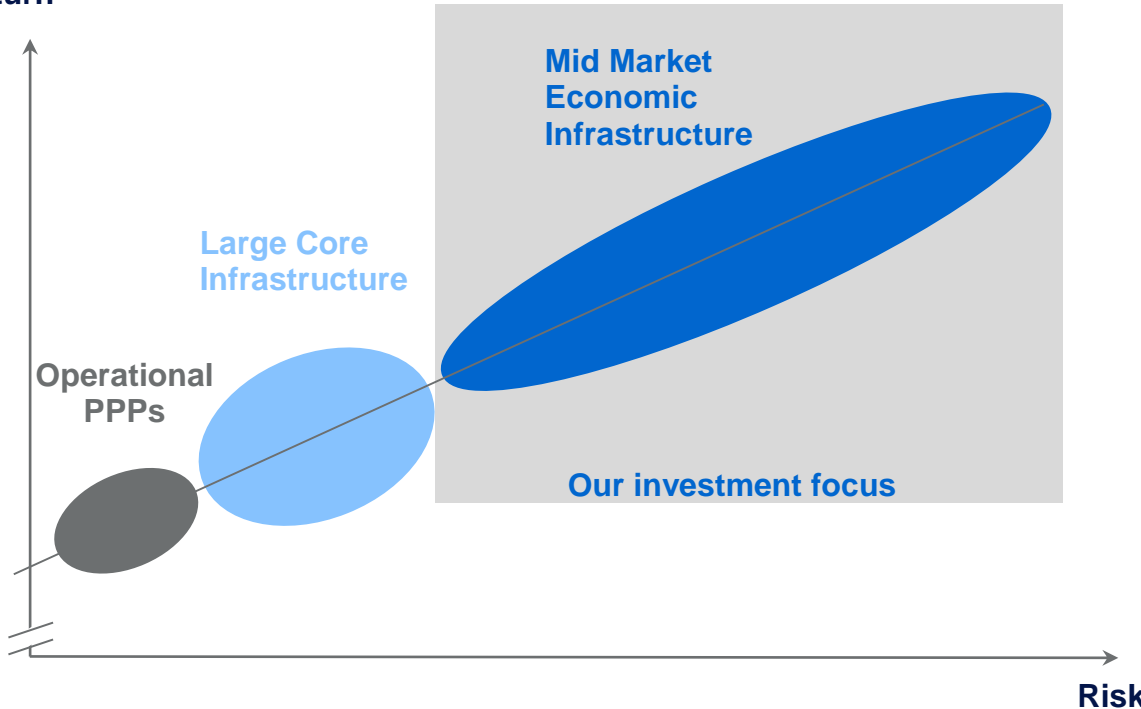 Mid Market
Economic
Infrastructure
Large Core
Infrastructure
Operational
PPPs
Our investment focus
Risk